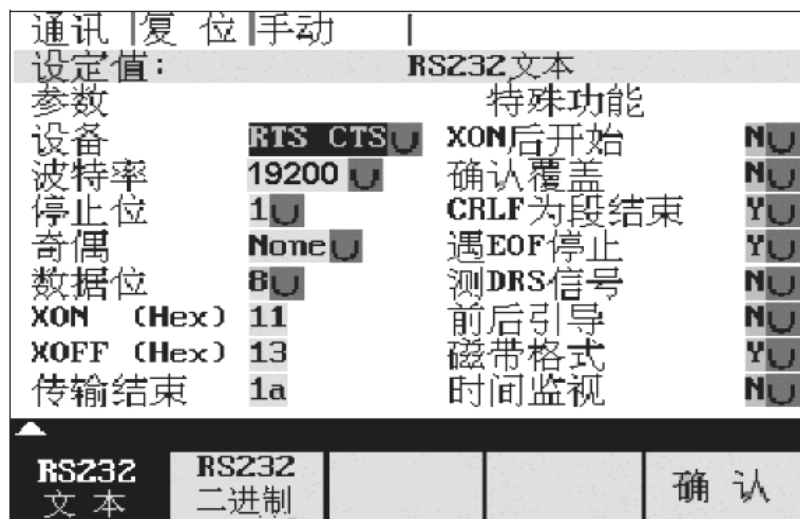 通讯 复 位 手动
设定值: RS232文本
参数 特殊功能
设备 RTS CTS XON后开始 N
波特率 19200 确认覆盖 N
停止位 1 CRLF为段结束 Y
奇偶 None 遇EOF停止 Y
数据位 8 测DRS信号 N
XON (Hex) 11 前后引导 N
XOFF (Hex) 13 磁带格式 Y
传输结束 1a 时间监视 N
RS232 RS232
文 本 二进制 确 认